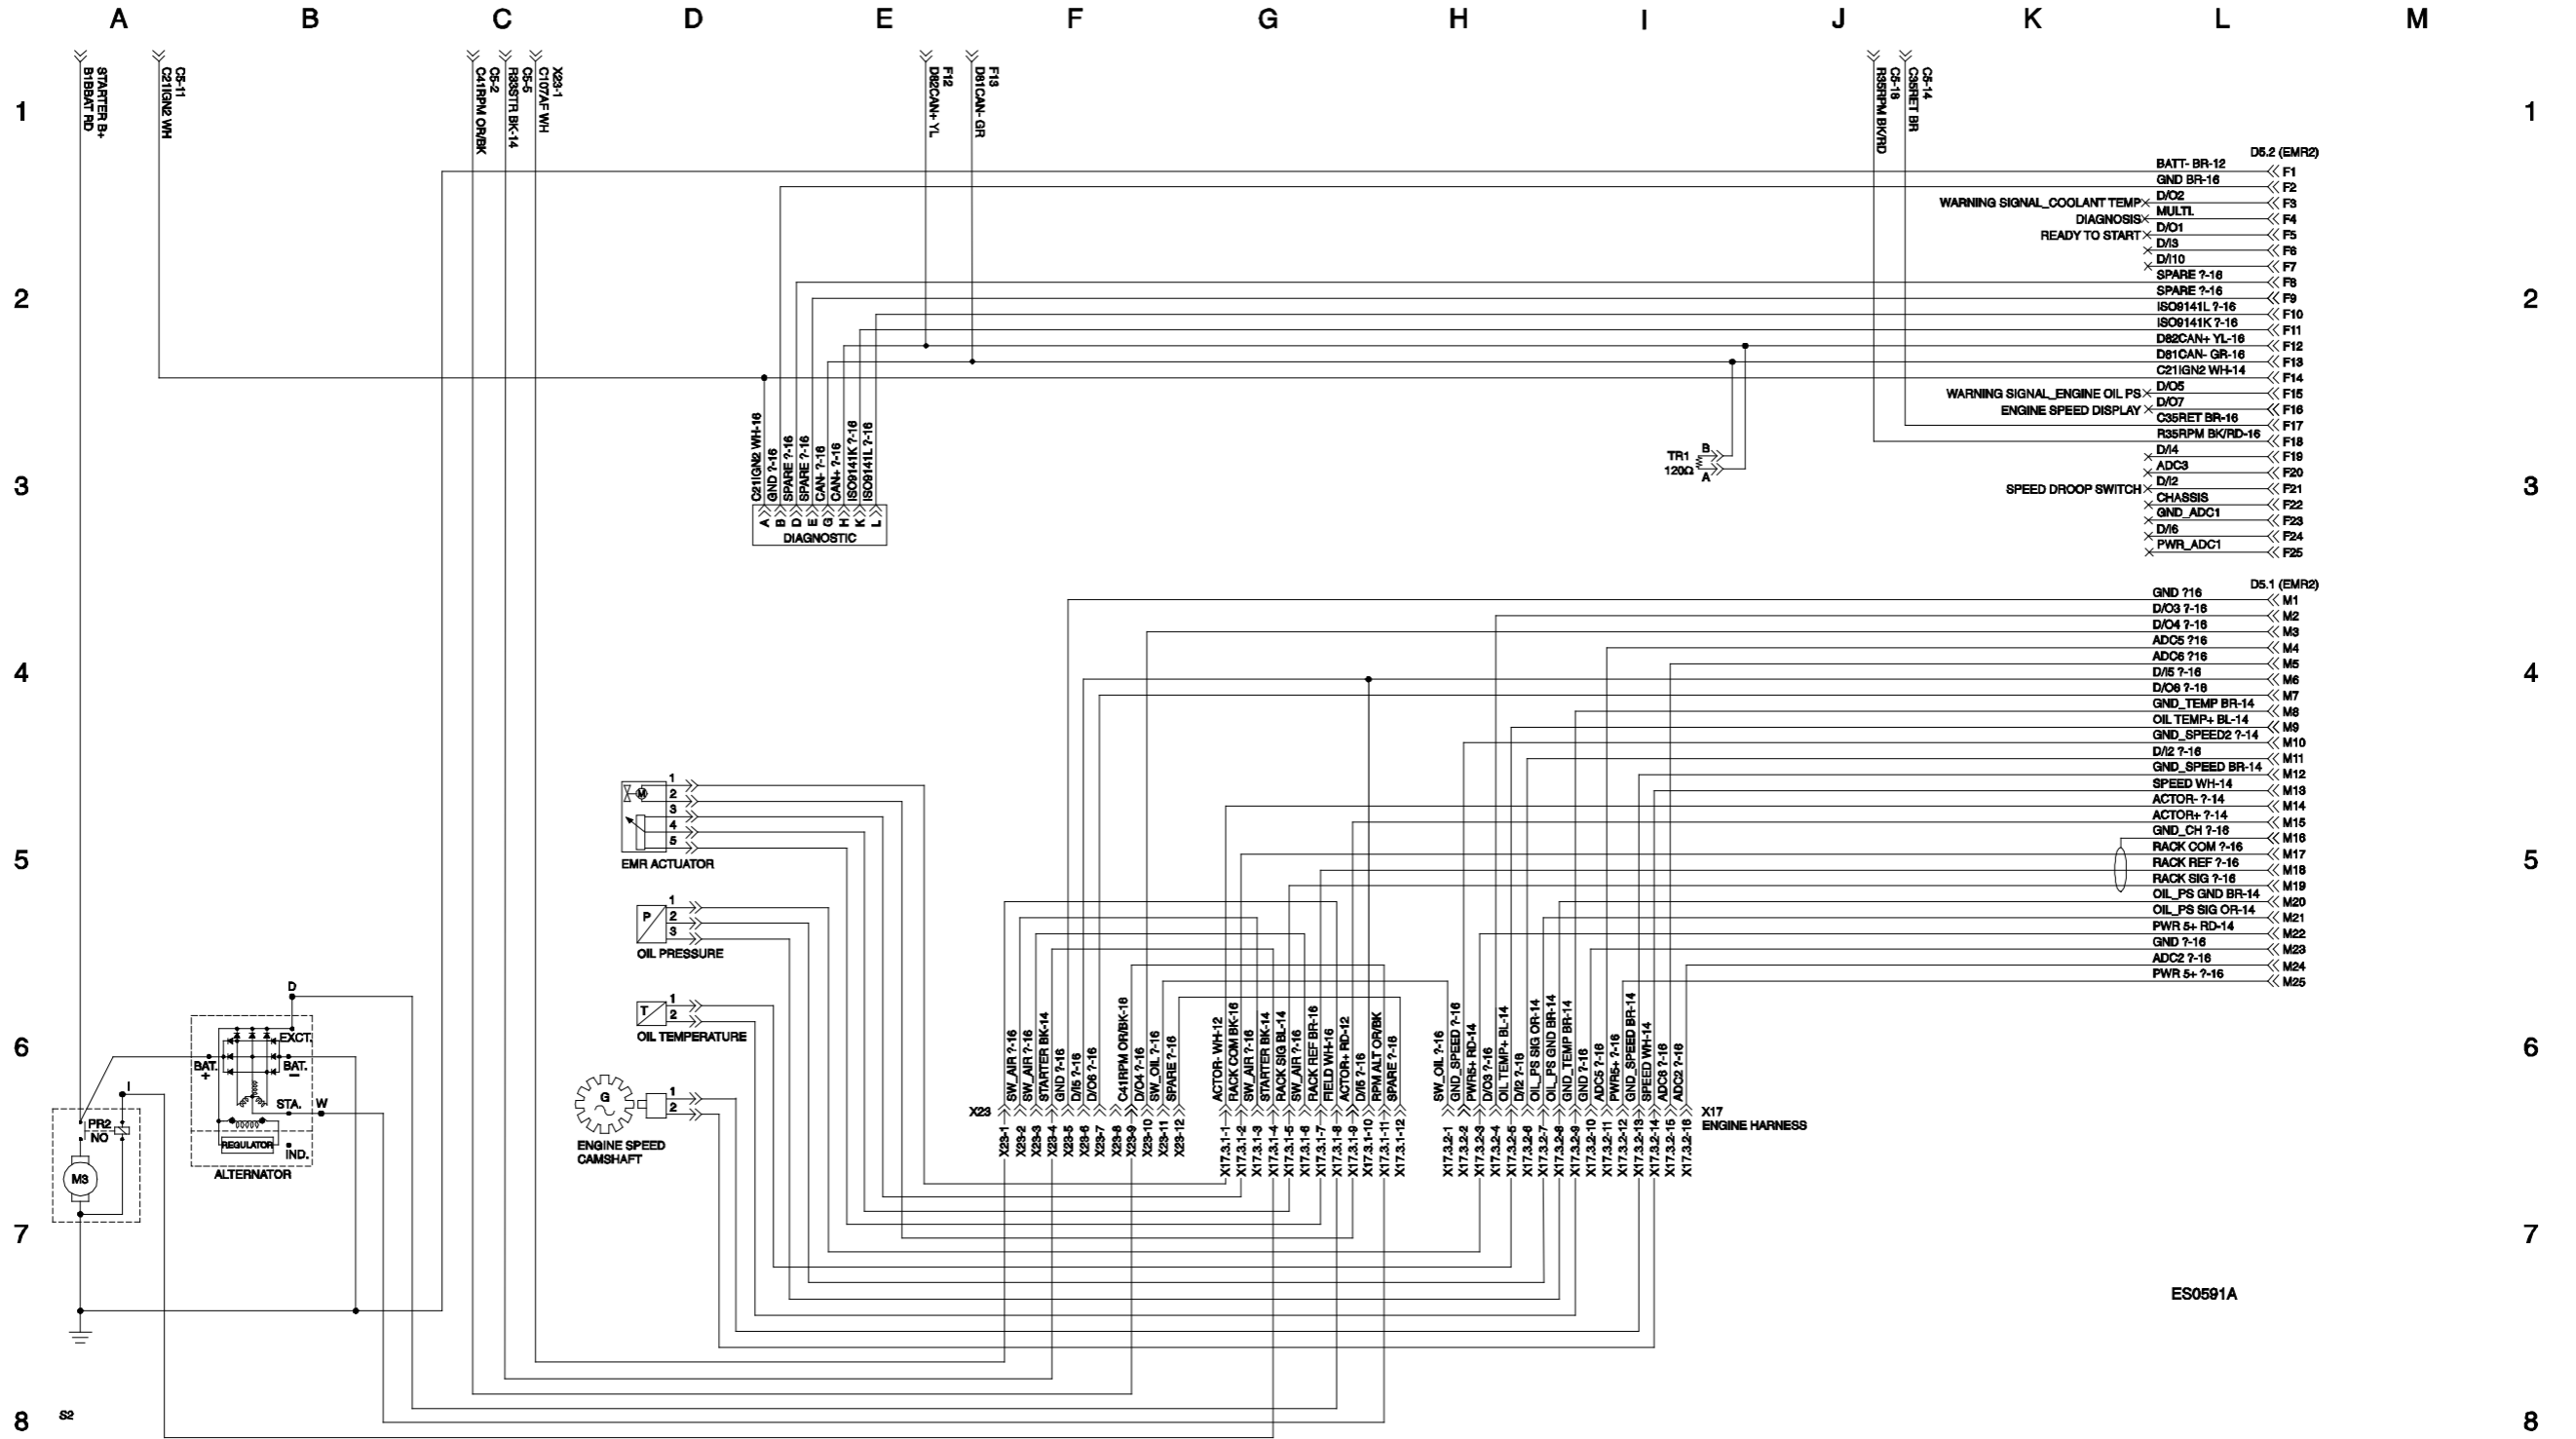 A B C D E F G H I J K L M
1
2
3
4
5
6
7
8
1
2
3
4
5
6
7
8
STARTER B+
B1BBAT RD
C5-11
C21IGN2 WH
C5-2
C41RPM OR/BK
C5-5
R33STR BK-14
X23-1
C107AF WH
F12
D82CAN+ YL
F13
D81CAN- GR
C5-18
R35RPM BK/RD
C5-14
C35RET BR
D5.2 (EMR2)
BATT- BR-12 F1
GND BR-16 F2
WARNING SIGNAL_COOLANT TEMP D/O2 F3
DIAGNOSIS MULTI. F4
READY TO START D/O1 F5
D/I3 F6
D/I10 F7
SPARE ?-16 F8
SPARE ?-16 F9
ISO9141L ?-16 F10
ISO9141K ?-16 F11
D82CAN+ YL-16 F12
D81CAN- GR-16 F13
C21IGN2 WH-14 F14
WARNING SIGNAL_ENGINE OIL PS D/O5 F15
ENGINE SPEED DISPLAY D/O7 F16
C35RET BR-16 F17
R35RPM BK/RD-16 F18
D/I4 F19
ADC3 F20
SPEED DROOP SWITCH D/I2 F21
CHASSIS F22
GND_ADC1 F23
D/I6 F24
PWR_ADC1 F25
C21IGN2 WH-16
GND ?-16
SPARE ?-16
SPARE ?-16
CAN- ?-16
CAN+ ?-16
ISO9141K ?-16
ISO9141L ?-16
A B D E G H K L
DIAGNOSTIC
TR1
120Ω
B
A
D5.1 (EMR2)
GND ?16 M1
D/O3 ?-16 M2
D/O4 ?-16 M3
ADC5 ?16 M4
ADC6 ?16 M5
D/I5 ?-16 M6
D/O6 ?-16 M7
GND_TEMP BR-14 M8
OIL TEMP+ BL-14 M9
GND_SPEED2 ?-14 M10
D/I2 ?-16 M11
GND_SPEED BR-14 M12
SPEED WH-14 M13
ACTOR- ?-14 M14
ACTOR+ ?-14 M15
GND_CH ?-16 M16
RACK COM ?-16 M17
RACK REF ?-16 M18
RACK SIG ?-16 M19
OIL_PS GND BR-14 M20
OIL_PS SIG OR-14 M21
PWR 5+ RD-14 M22
GND ?-16 M23
ADC2 ?-16 M24
PWR 5+ ?-16 M25
M
1
2
3
4
5
EMR ACTUATOR
P
1
2
3
OIL PRESSURE
T
1
2
OIL TEMPERATURE
G
1
2
ENGINE SPEED
CAMSHAFT
D
EXCT.
BAT.
+
BAT.
-
STA.
W
REGULATOR
IND.
ALTERNATOR
I
PR2
NO
M3
SW_AIR ?-16
SW_AIR ?-16
STARTER BK-14
GND ?-16
D/I5 ?-16
D/O6 ?-16
C41RPM OR/BK-18
D/O4 ?-16
SW_OIL ?-16
SPARE ?-16
X23
X23-1
X23-2
X23-3
X23-4
X23-5
X23-6
X23-7
X23-8
X23-9
X23-10
X23-11
X23-12
ACTOR- WH-12
RACK COM BK-16
SW_AIR ?-16
STARTER BK-14
RACK SIG BL-14
SW_AIR ?-16
RACK REF BR-16
FIELD WH-16
ACTOR+ RD-12
D/I5 ?-16
RPM ALT OR/BK
SPARE ?-16
X17.3.1-1
X17.3.1-2
X17.3.1-3
X17.3.1-4
X17.3.1-5
X17.3.1-6
X17.3.1-7
X17.3.1-8
X17.3.1-9
X17.3.1-10
X17.3.1-11
X17.3.1-12
SW_OIL ?-16
GND_SPEED ?-16
PWR5+ RD-14
D/O3 ?-16
OIL TEMP+ BL-14
D/I2 ?-16
OIL_PS SIG OR-14
OIL_PS GND BR-14
GND_TEMP BR-14
GND ?-16
ADC5 ?-16
PWR5+ ?-16
GND_SPEED BR-14
SPEED WH-14
ADC6 ?-16
ADC2 ?-16
X17.3.2-1
X17.3.2-2
X17.3.2-3
X17.3.2-4
X17.3.2-5
X17.3.2-6
X17.3.2-7
X17.3.2-8
X17.3.2-9
X17.3.2-10
X17.3.2-11
X17.3.2-12
X17.3.2-13
X17.3.2-14
X17.3.2-15
X17.3.2-16
X17
ENGINE HARNESS
ES0591A
S2